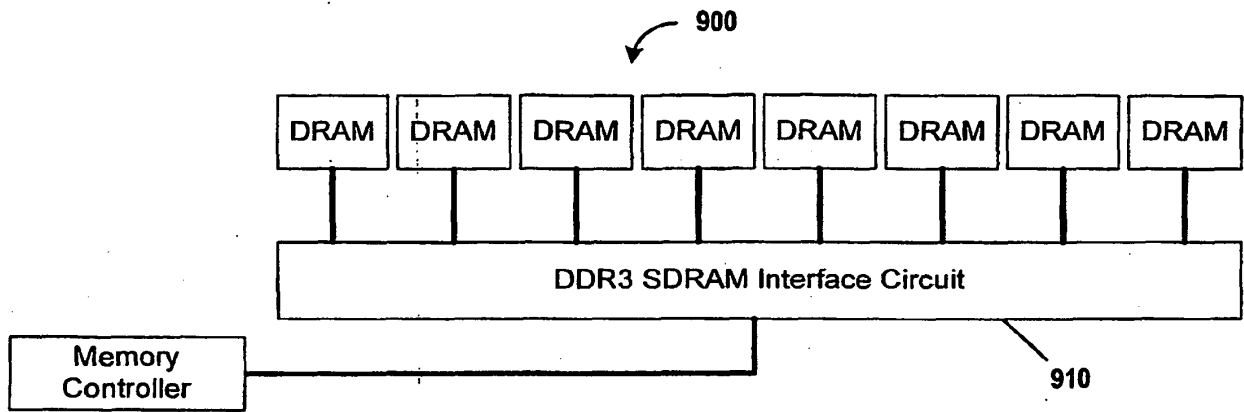 900
DRAM DRAM DRAM DRAM DRAM DRAM DRAM DRAM
DDR3 SDRAM Interface Circuit
Memory
Controller
910